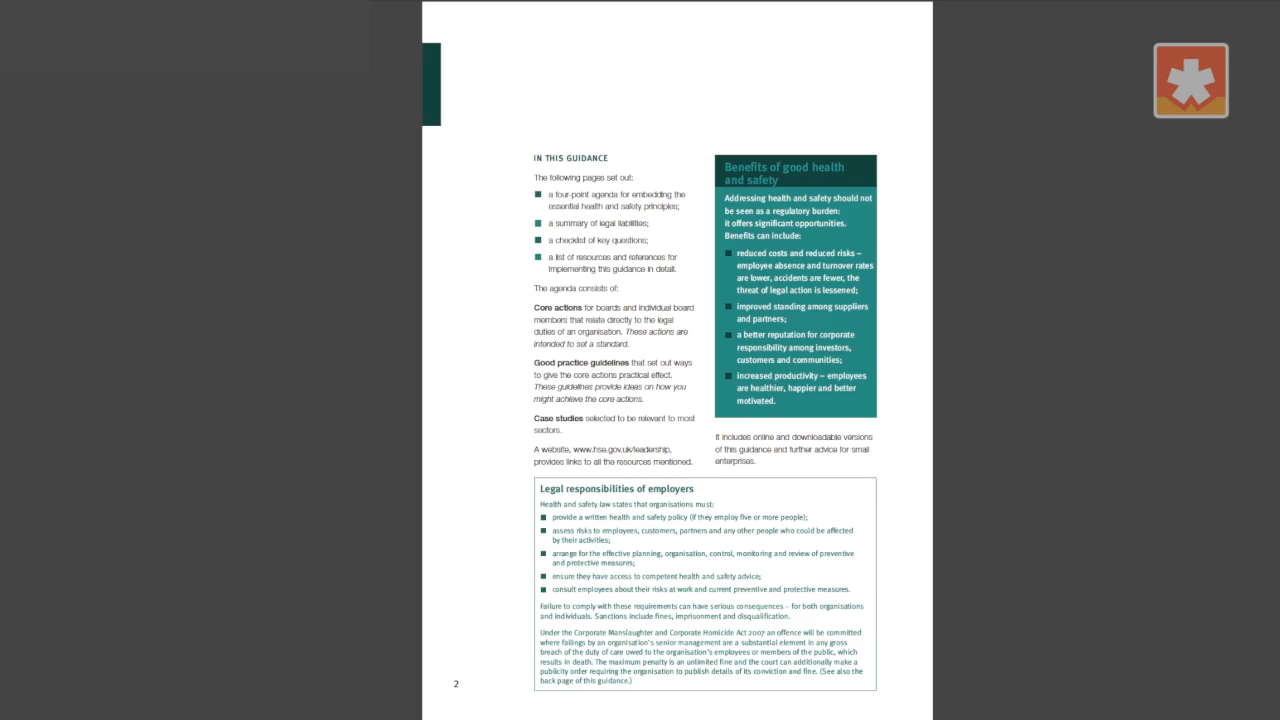 IN THIS GUIDANCE
The following pages set out:
a four-point agenda for embedding the
essential health and safety principles;
a summary of legal liabilities;
a checklist of key questions;
a list of resources and references for
implementing this guidance in detail.
The agenda consists of:
Core actions for boards and individual board
members that relate directly to the legal
duties of an organisation. These actions are
intended to set a standard.
Good practice guidelines that set out ways
to give the core actions practical effect.
These guidelines provide ideas on how you
might achieve the core actions.
Case studies selected to be relevant to most
sectors.
A website, www.hse.gov.uk/leadership,
provides links to all the resources mentioned.
Benefits of good health
and safety
Addressing health and safety should not
be seen as a regulatory burden:
it offers significant opportunities.
Benefits can include:
reduced costs and reduced risks –
employee absence and turnover rates
are lower, accidents are fewer, the
threat of legal action is lessened;
improved standing among suppliers
and partners;
a better reputation for corporate
responsibility among investors,
customers and communities;
increased productivity – employees
are healthier, happier and better
motivated.
It includes online and downloadable versions
of this guidance and further advice for small
enterprises.
Legal responsibilities of employers
Health and safety law states that organisations must:
provide a written health and safety policy (if they employ five or more people);
assess risks to employees, customers, partners and any other people who could be affected
by their activities;
arrange for the effective planning, organisation, control, monitoring and review of preventive
and protective measures;
ensure they have access to competent health and safety advice;
consult employees about their risks at work and current preventive and protective measures.
Failure to comply with these requirements can have serious consequences – for both organisations
and individuals. Sanctions include fines, imprisonment and disqualification.
Under the Corporate Manslaughter and Corporate Homicide Act 2007 an offence will be committed
where failings by an organisation's senior management are a substantial element in any gross
breach of the duty of care owed to the organisation's employees or members of the public, which
results in death. The maximum penalty is an unlimited fine and the court can additionally make a
publicity order requiring the organisation to publish details of its conviction and fine. (See also the
back page of this guidance.)
2